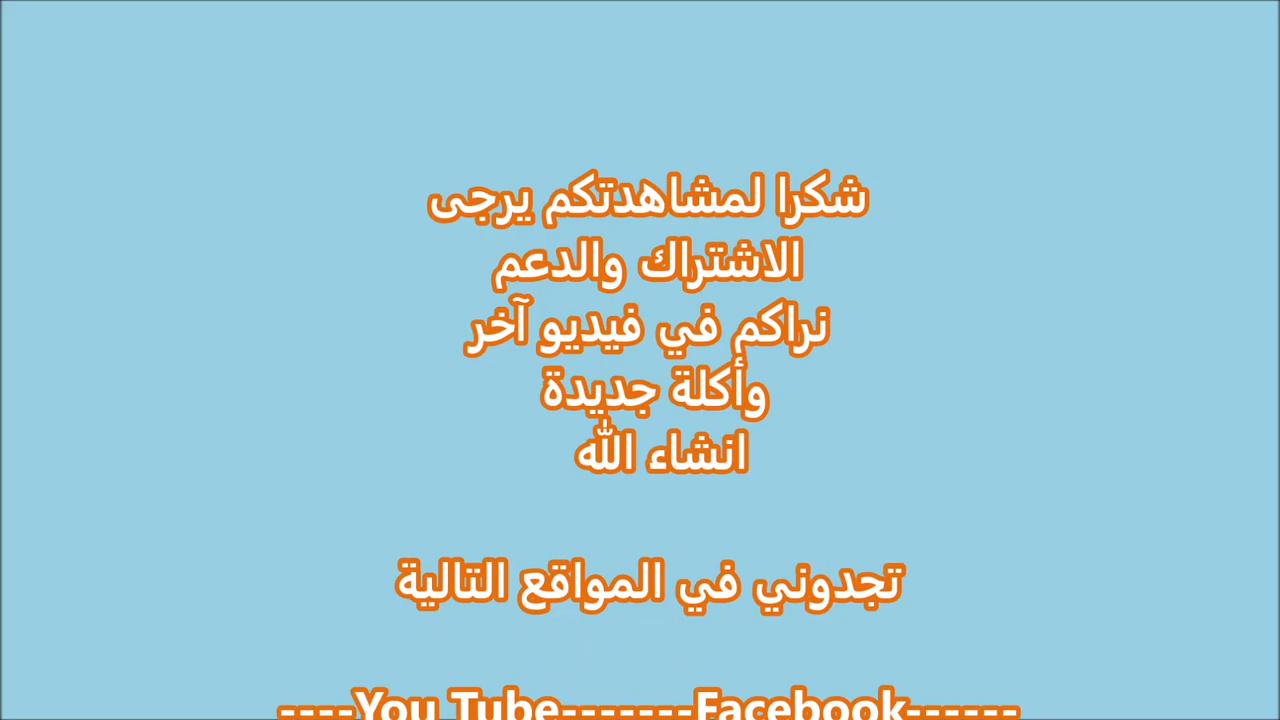 شكرا لمشاهدتكم يرجى
الاشتراك والدعم
نراكم في فيديو آخر
وأكلة جديدة
انشاء الله
تجدوني في المواقع التالية
----You Tube-------Facebook------